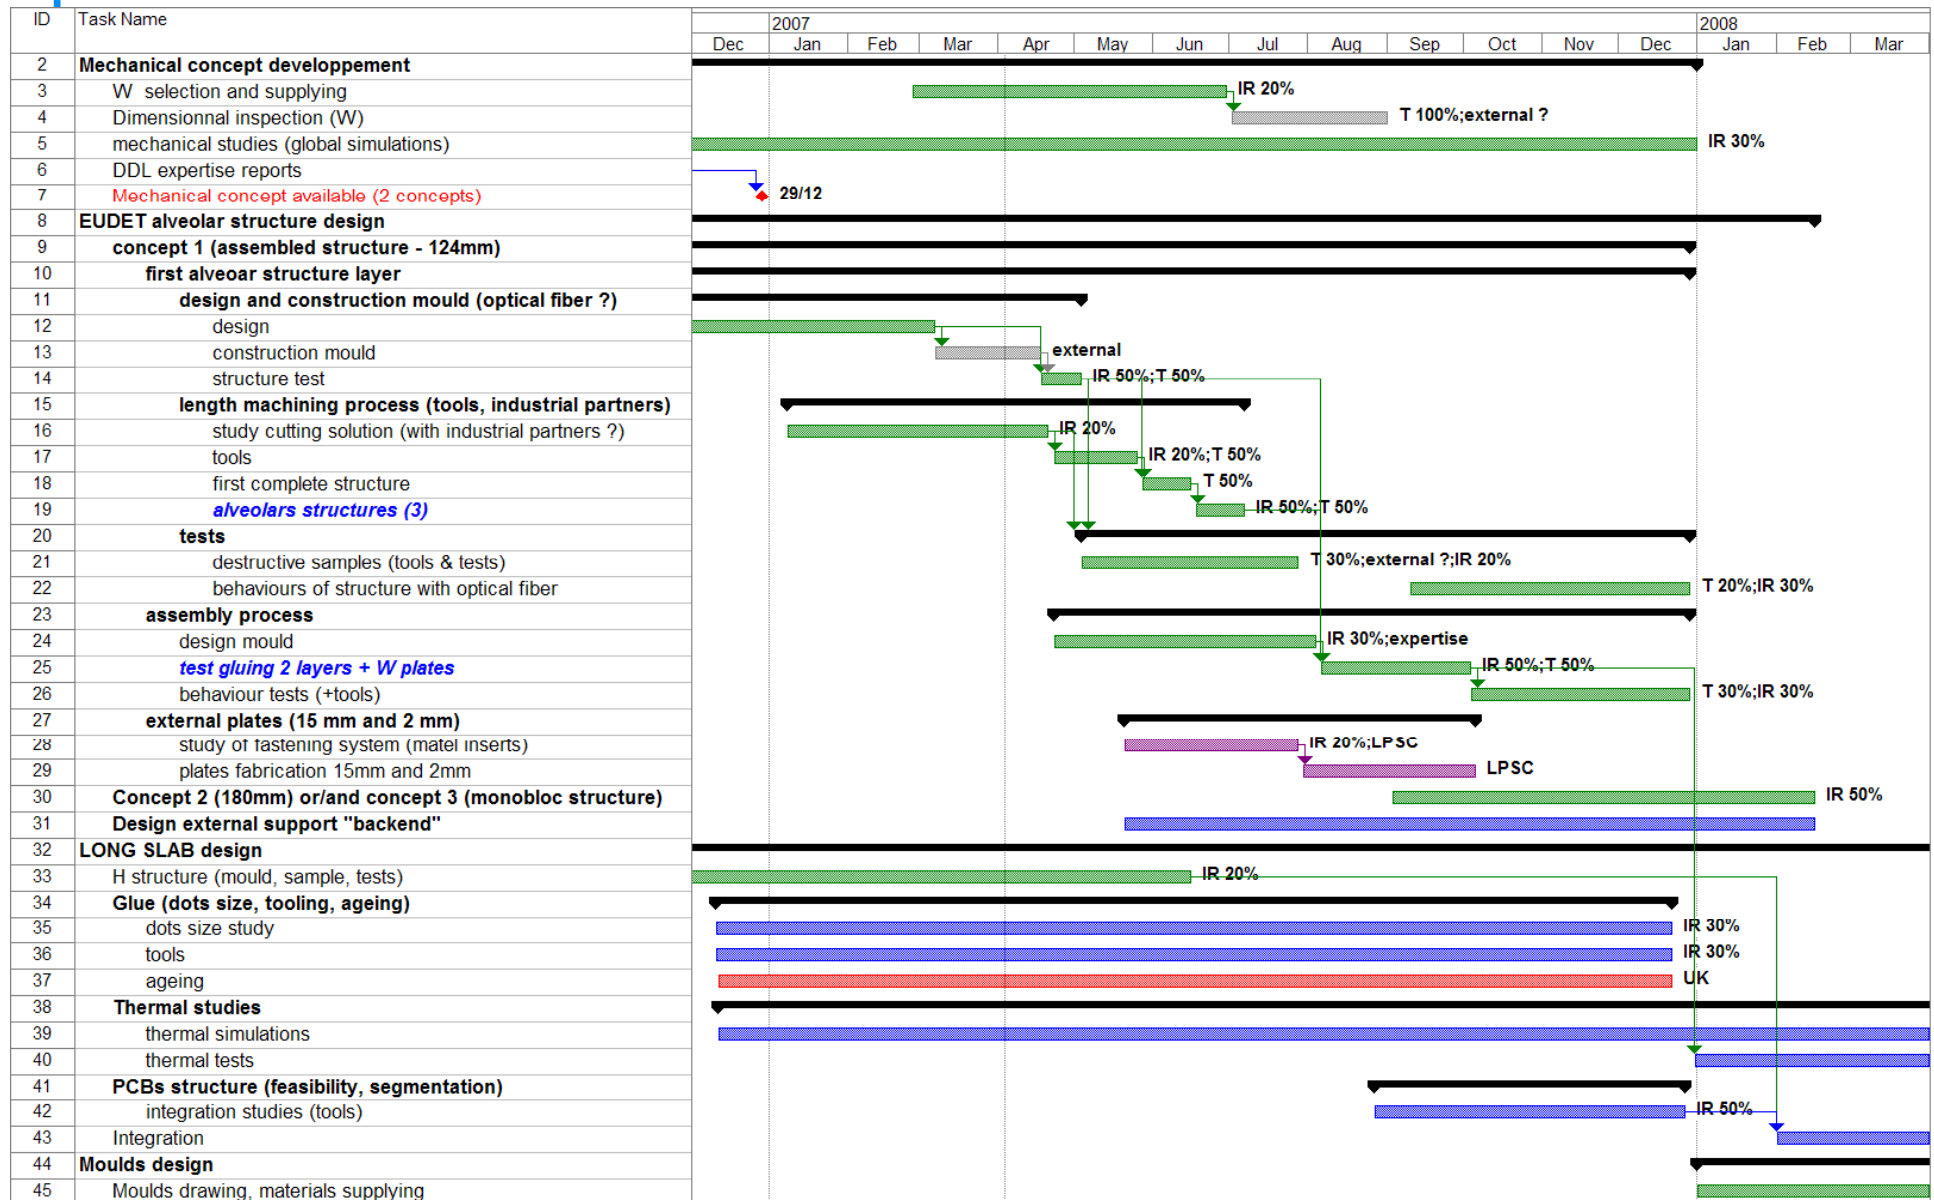 ID Task Name 2007 2008
Dec Jan Feb Mar Apr May Jun Jul Aug Sep Oct Nov Dec Jan Feb Mar
2 Mechanical concept developpement
3 W selection and supplying IR 20%
4 Dimensionnal inspection (W) T 100%;external ?
5 mechanical studies (global simulations) IR 30%
6 DDL expertise reports
7 Mechanical concept available (2 concepts) 29/12
8 EUDET alveolar structure design
9 concept 1 (assembled structure - 124mm)
10 first alveoar structure layer
11 design and construction mould (optical fiber ?)
12 design
13 construction mould external
14 structure test IR 50%;T 50%
15 length machining process (tools, industrial partners)
16 study cutting solution (with industrial partners ?) IR 20%
17 tools IR 20%;T 50%
18 first complete structure T 50%
19 alveolars structures (3) IR 50%;T 50%
20 tests
21 destructive samples (tools & tests) T 30%;external ?;IR 20%
22 behaviours of structure with optical fiber T 20%;IR 30%
23 assembly process
24 design mould IR 30%;expertise
25 test gluing 2 layers + W plates IR 50%;T 50%
26 behaviour tests (+tools) T 30%;IR 30%
27 external plates (15 mm and 2 mm)
28 study of fastening system (matel inserts) IR 20%;LPSC
29 plates fabrication 15mm and 2mm LPSC
30 Concept 2 (180mm) or/and concept 3 (monobloc structure) IR 50%
31 Design external support "backend"
32 LONG SLAB design
33 H structure (mould, sample, tests) IR 20%
34 Glue (dots size, tooling, ageing)
35 dots size study IR 30%
36 tools IR 30%
37 ageing UK
38 Thermal studies
39 thermal simulations
40 thermal tests
41 PCBs structure (feasibility, segmentation)
42 integration studies (tools) IR 50%
43 Integration
44 Moulds design
45 Moulds drawing, materials supplying